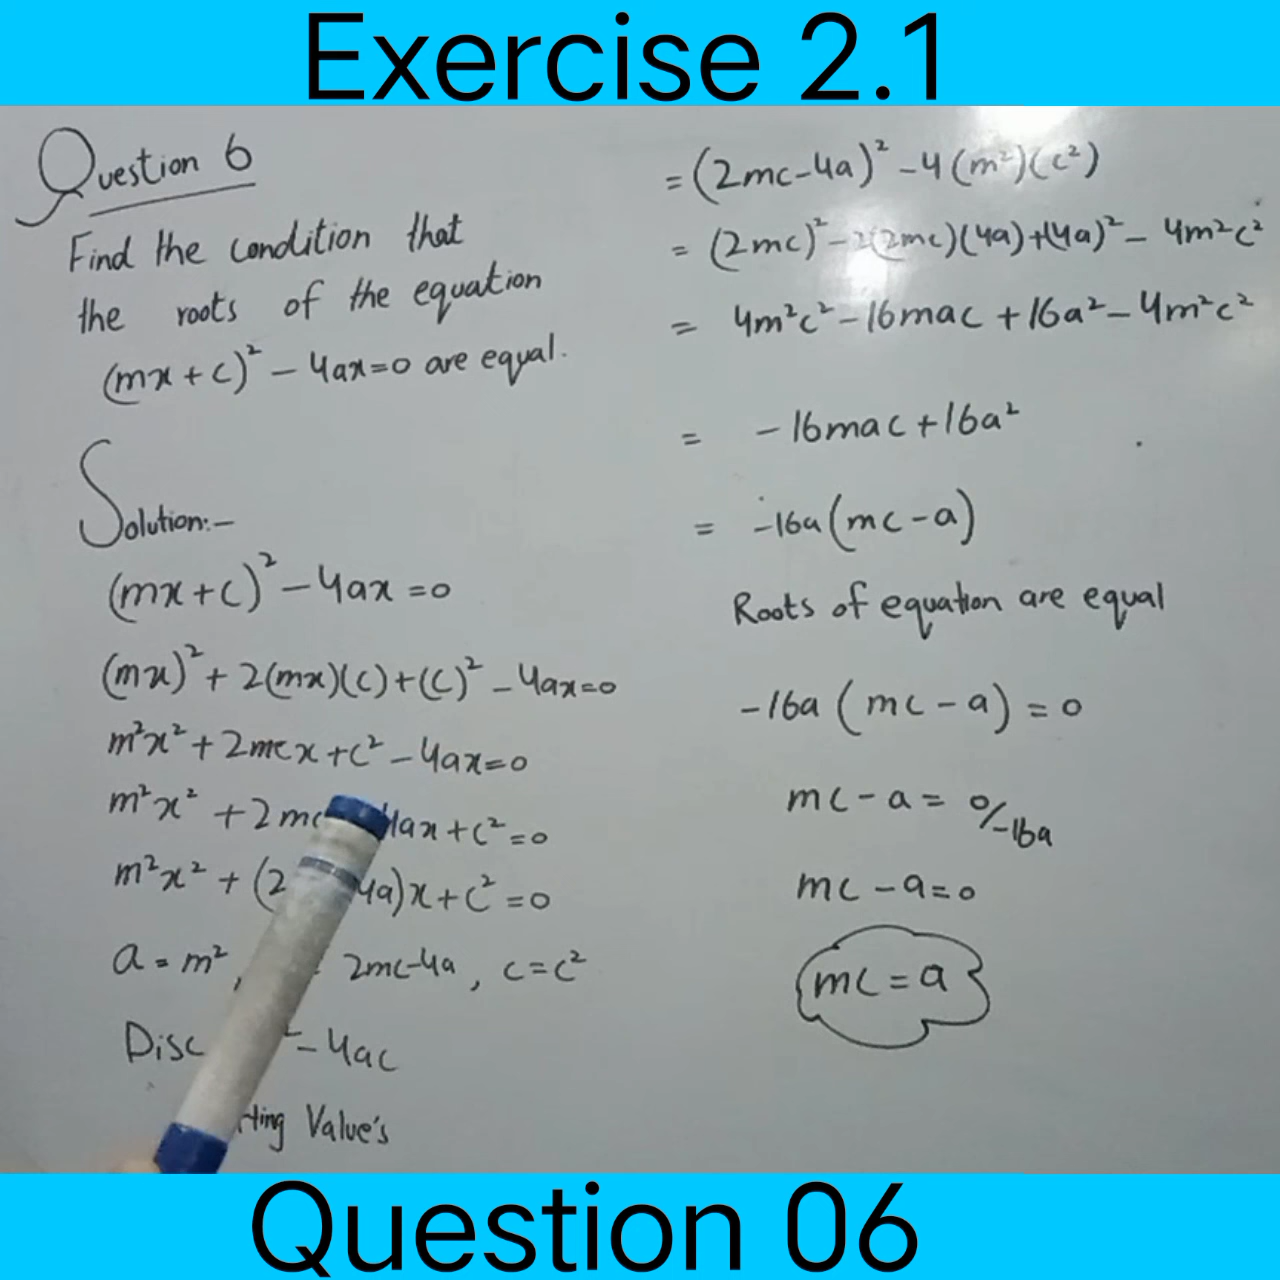 Exercise 2.1
Question 6
Find the condition that
the roots of the equation
(mx+c)² - 4ax=0 are equal.
Solution:-
(mx+c)² - 4ax =0
(mx)² + 2(mx)(c)+(c)² - 4ax=0
m²x² + 2mcx+c² - 4ax=0
m²x² +2mc 4ax+c²=0
m²x² + (2 4a)x+c²=0
a=m², 2mc-4a, c=c²
Disc ² - 4ac
Value's
=(2mc-4a)² -4(m²)(c²)
= (2mc)² -2(2mc)(4a)+(4a)² - 4m²c²
= 4m²c² -16mac +16a² -4m²c²
= -16mac+16a²
= -16a(mc-a)
Roots of equation are equal
-16a (mc-a) =0
mc-a= 0/-16a
mc-a=0
mc=a
Question 06